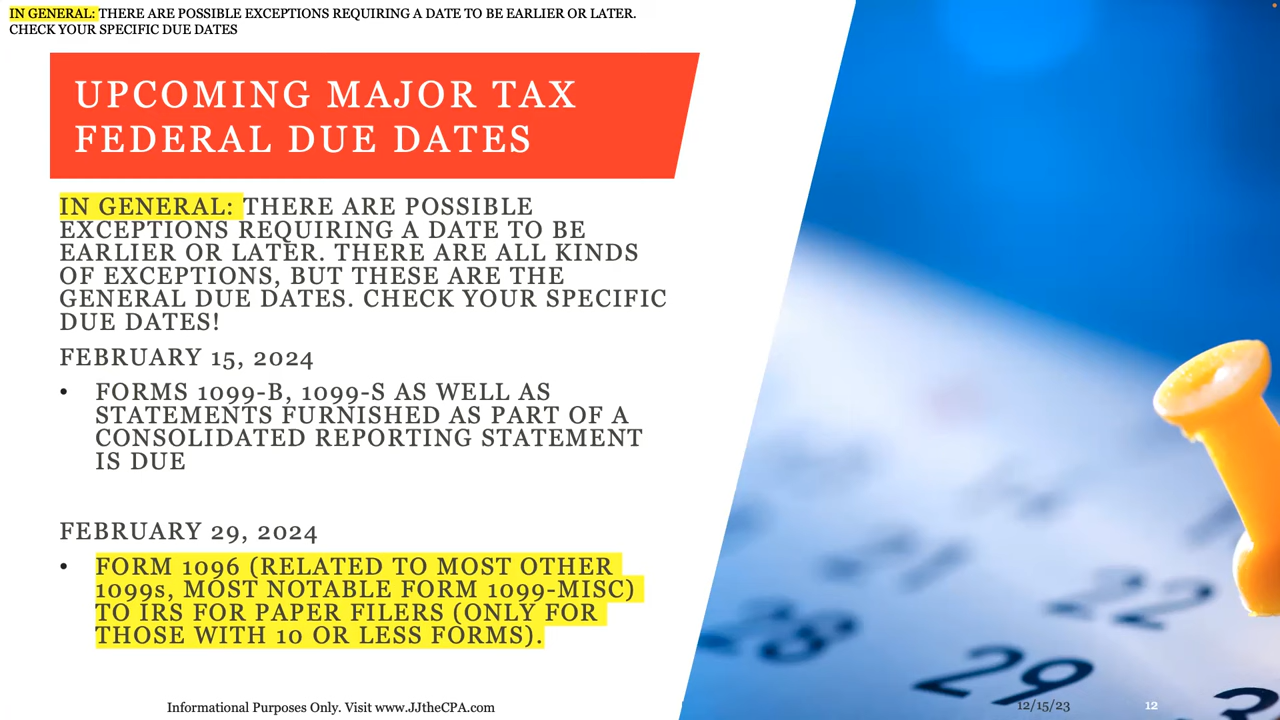 IN GENERAL: THERE ARE POSSIBLE EXCEPTIONS REQUIRING A DATE TO BE EARLIER OR LATER.
CHECK YOUR SPECIFIC DUE DATES
UPCOMING MAJOR TAX
FEDERAL DUE DATES
IN GENERAL: THERE ARE POSSIBLE
EXCEPTIONS REQUIRING A DATE TO BE
EARLIER OR LATER. THERE ARE ALL KINDS
OF EXCEPTIONS, BUT THESE ARE THE
GENERAL DUE DATES. CHECK YOUR SPECIFIC
DUE DATES!
FEBRUARY 15, 2024
• FORMS 1099-B, 1099-S AS WELL AS
STATEMENTS FURNISHED AS PART OF A
CONSOLIDATED REPORTING STATEMENT
IS DUE
FEBRUARY 29, 2024
• FORM 1096 (RELATED TO MOST OTHER
1099s, MOST NOTABLE FORM 1099-MISC)
TO IRS FOR PAPER FILERS (ONLY FOR
THOSE WITH 10 OR LESS FORMS).
21
22
28
29
3
Informational Purposes Only. Visit www.JJtheCPA.com
12/15/23
12